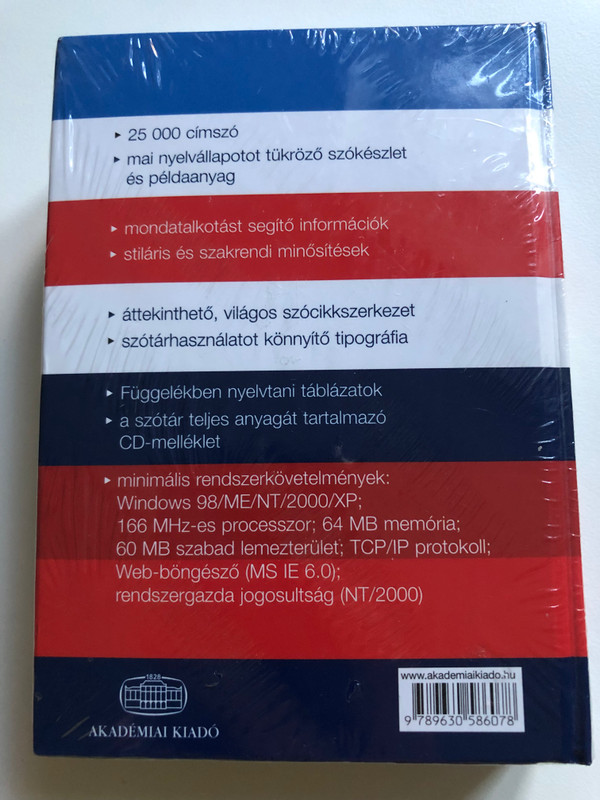 ▸ 25 000 címszó
▸ mai nyelvállapotot tükröző szókészlet
és példaanyag
▸ mondatalkotást segítő információk
▸ stiláris és szakrendi minősítések
▸ áttekinthető, világos szócikkszerkezet
▸ szótárhasználatot könnyítő tipográfia
▸ Függelékben nyelvtani táblázatok
▸ a szótár teljes anyagát tartalmazó
CD-melléklet
▸ minimális rendszerkövetelmények:
Windows 98/ME/NT/2000/XP;
166 MHz-es processzor; 64 MB memória;
60 MB szabad lemezterület; TCP/IP protokoll;
Web-böngésző (MS IE 6.0);
rendszergazda jogosultság (NT/2000)
1828
AKADÉMIAI KIADÓ
www.akademiaikiado.hu
9 789630 586078